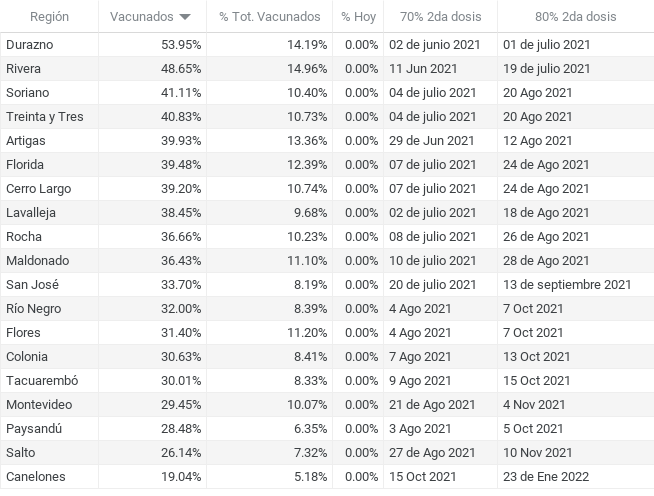 Región Vacunados % Tot. Vacunados % Hoy 70% 2da dosis 80% 2da dosis
Durazno 53.95% 14.19% 0.00% 02 de junio 2021 01 de julio 2021
Rivera 48.65% 14.96% 0.00% 11 Jun 2021 19 de julio 2021
Soriano 41.11% 10.40% 0.00% 04 de julio 2021 20 Ago 2021
Treinta y Tres 40.83% 10.73% 0.00% 04 de julio 2021 20 Ago 2021
Artigas 39.93% 13.36% 0.00% 29 de Jun 2021 12 Ago 2021
Florida 39.48% 12.39% 0.00% 07 de julio 2021 24 de Ago 2021
Cerro Largo 39.20% 10.74% 0.00% 07 de julio 2021 24 de Ago 2021
Lavalleja 38.45% 9.68% 0.00% 02 de julio 2021 18 de Ago 2021
Rocha 36.66% 10.23% 0.00% 08 de julio 2021 26 de Ago 2021
Maldonado 36.43% 11.10% 0.00% 10 de julio 2021 28 de Ago 2021
San José 33.70% 8.19% 0.00% 20 de julio 2021 13 de septiembre 2021
Río Negro 32.00% 8.39% 0.00% 4 Ago 2021 7 Oct 2021
Flores 31.40% 11.20% 0.00% 4 Ago 2021 7 Oct 2021
Colonia 30.63% 8.41% 0.00% 7 Ago 2021 13 Oct 2021
Tacuarembó 30.01% 8.33% 0.00% 9 Ago 2021 15 Oct 2021
Montevideo 29.45% 10.07% 0.00% 21 de Ago 2021 4 Nov 2021
Paysandú 28.48% 6.35% 0.00% 3 Ago 2021 5 Oct 2021
Salto 26.14% 7.32% 0.00% 27 de Ago 2021 10 Nov 2021
Canelones 19.04% 5.18% 0.00% 15 Oct 2021 23 de Ene 2022